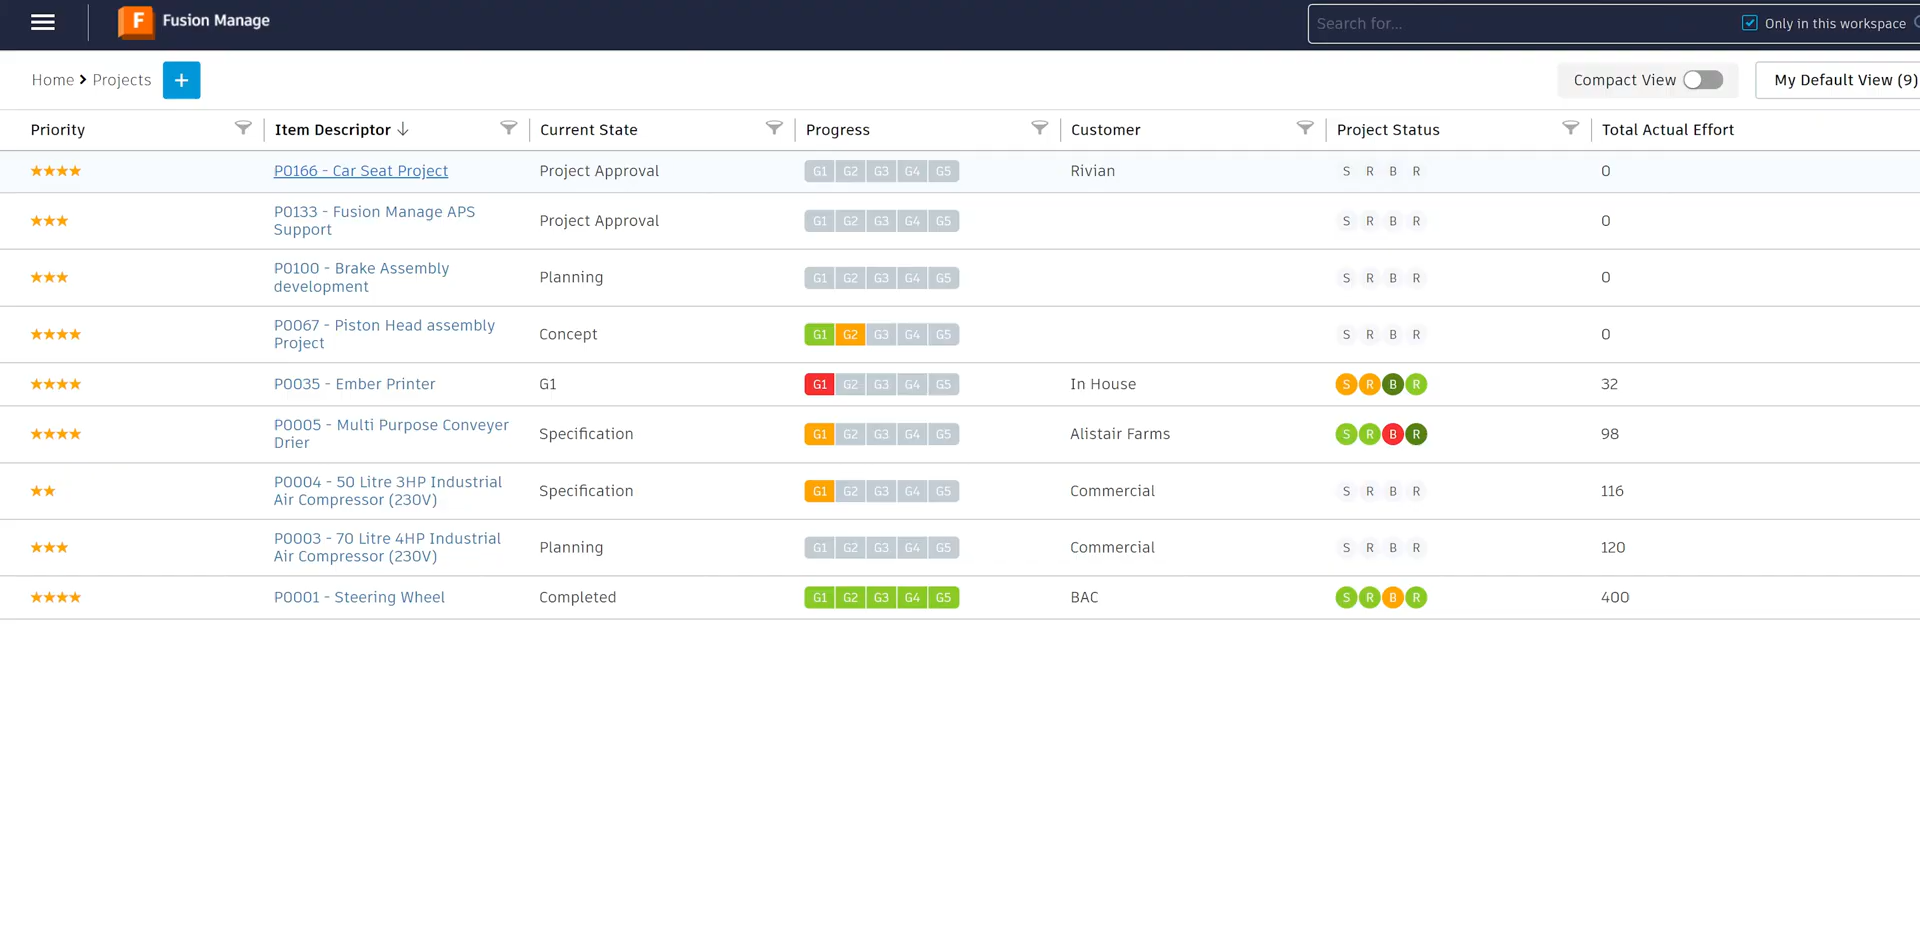 F Fusion Manage
Search for...
Only in this workspace
Home > Projects +
Compact View
My Default View (9)
Priority Item Descriptor ↓ Current State Progress Customer Project Status Total Actual Effort
★★★★ P0166 - Car Seat Project Project Approval G1 G2 G3 G4 G5 Rivian S R B R 0
★★★ P0133 - Fusion Manage APS
Support Project Approval G1 G2 G3 G4 G5 S R B R 0
★★★ P0100 - Brake Assembly
development Planning G1 G2 G3 G4 G5 S R B R 0
★★★★ P0067 - Piston Head assembly
Project Concept G1 G2 G3 G4 G5 S R B R 0
★★★★ P0035 - Ember Printer G1 G1 G2 G3 G4 G5 In House S R B R 32
★★★★ P0005 - Multi Purpose Conveyer
Drier Specification G1 G2 G3 G4 G5 Alistair Farms S R B R 98
★★ P0004 - 50 Litre 3HP Industrial
Air Compressor (230V) Specification G1 G2 G3 G4 G5 Commercial S R B R 116
★★★ P0003 - 70 Litre 4HP Industrial
Air Compressor (230V) Planning G1 G2 G3 G4 G5 Commercial S R B R 120
★★★★ P0001 - Steering Wheel Completed G1 G2 G3 G4 G5 BAC S R B R 400